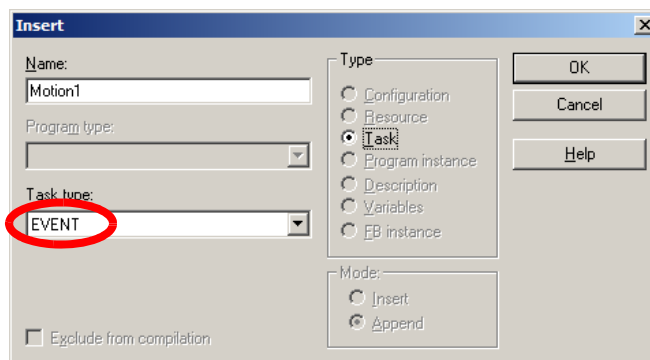 Insert
Name:
Motion1
Program type:
Task type:
EVENT
Exclude from compilation
Type
Configuration
Resource
Task
Program instance
Description
Variables
FB instance
Mode:
Insert
Append
OK
Cancel
Help